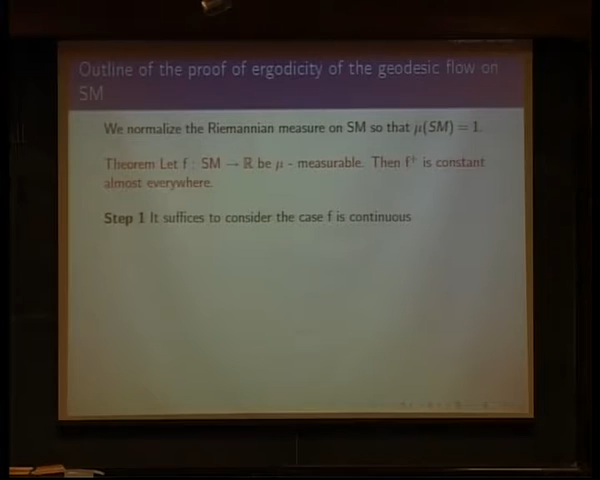 Outline of the proof of ergodicity of the geodesic flow on
SM
We normalize the Riemannian measure on SM so that μ(SM) = 1.
Theorem Let f : SM → ℝ be μ - measurable. Then f⁺ is constant
almost everywhere.
Step 1 It suffices to consider the case f is continuous